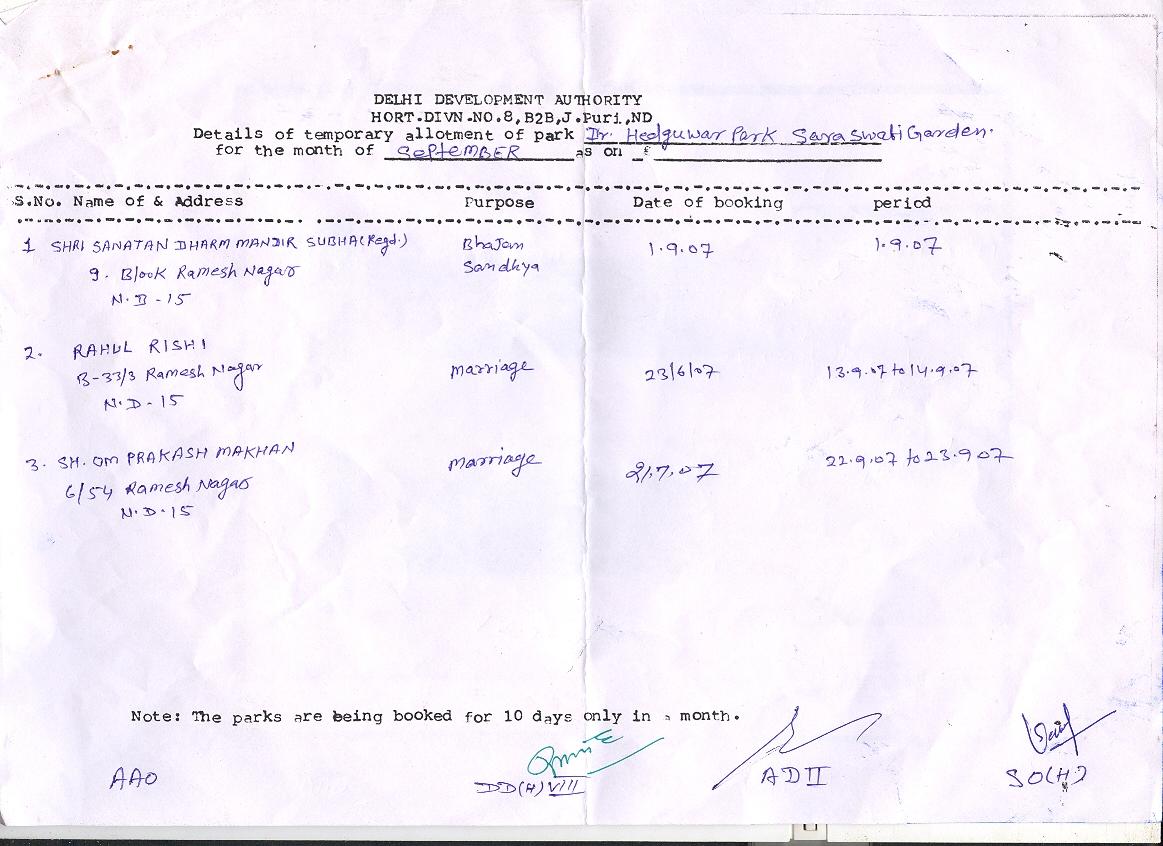 DELHI DEVELOPMENT AUTHORITY
HORT.DIVN-NO.8,B2B,J.Puri,ND
Details of temporary allotment of park Dr. Hedguwar Park Saraswati Garden.
for the month of SEPTEMBER as on
S.No. Name of & Address Purpose Date of booking period
1 SHRI SANATAN DHARM MANDIR SUBHA (Regd.) Bhajan 1.9.07 1.9.07
9. Block Ramesh Nagar Sandhya
N.D-15
2. RAHUL RISHI
B-33/3 Ramesh Nagar Marriage 23/6/07 13.9.07 to 14.9.07
N.D-15
3. SH. OM PRAKASH MAKHAN Marriage 21.7.07 22.9.07 to 23.9.07
6/54 Ramesh Nagar
N.D.15
Note: The parks are being booked for 10 days only in a month.
AAO DD(H)VIII AD II SO(H)